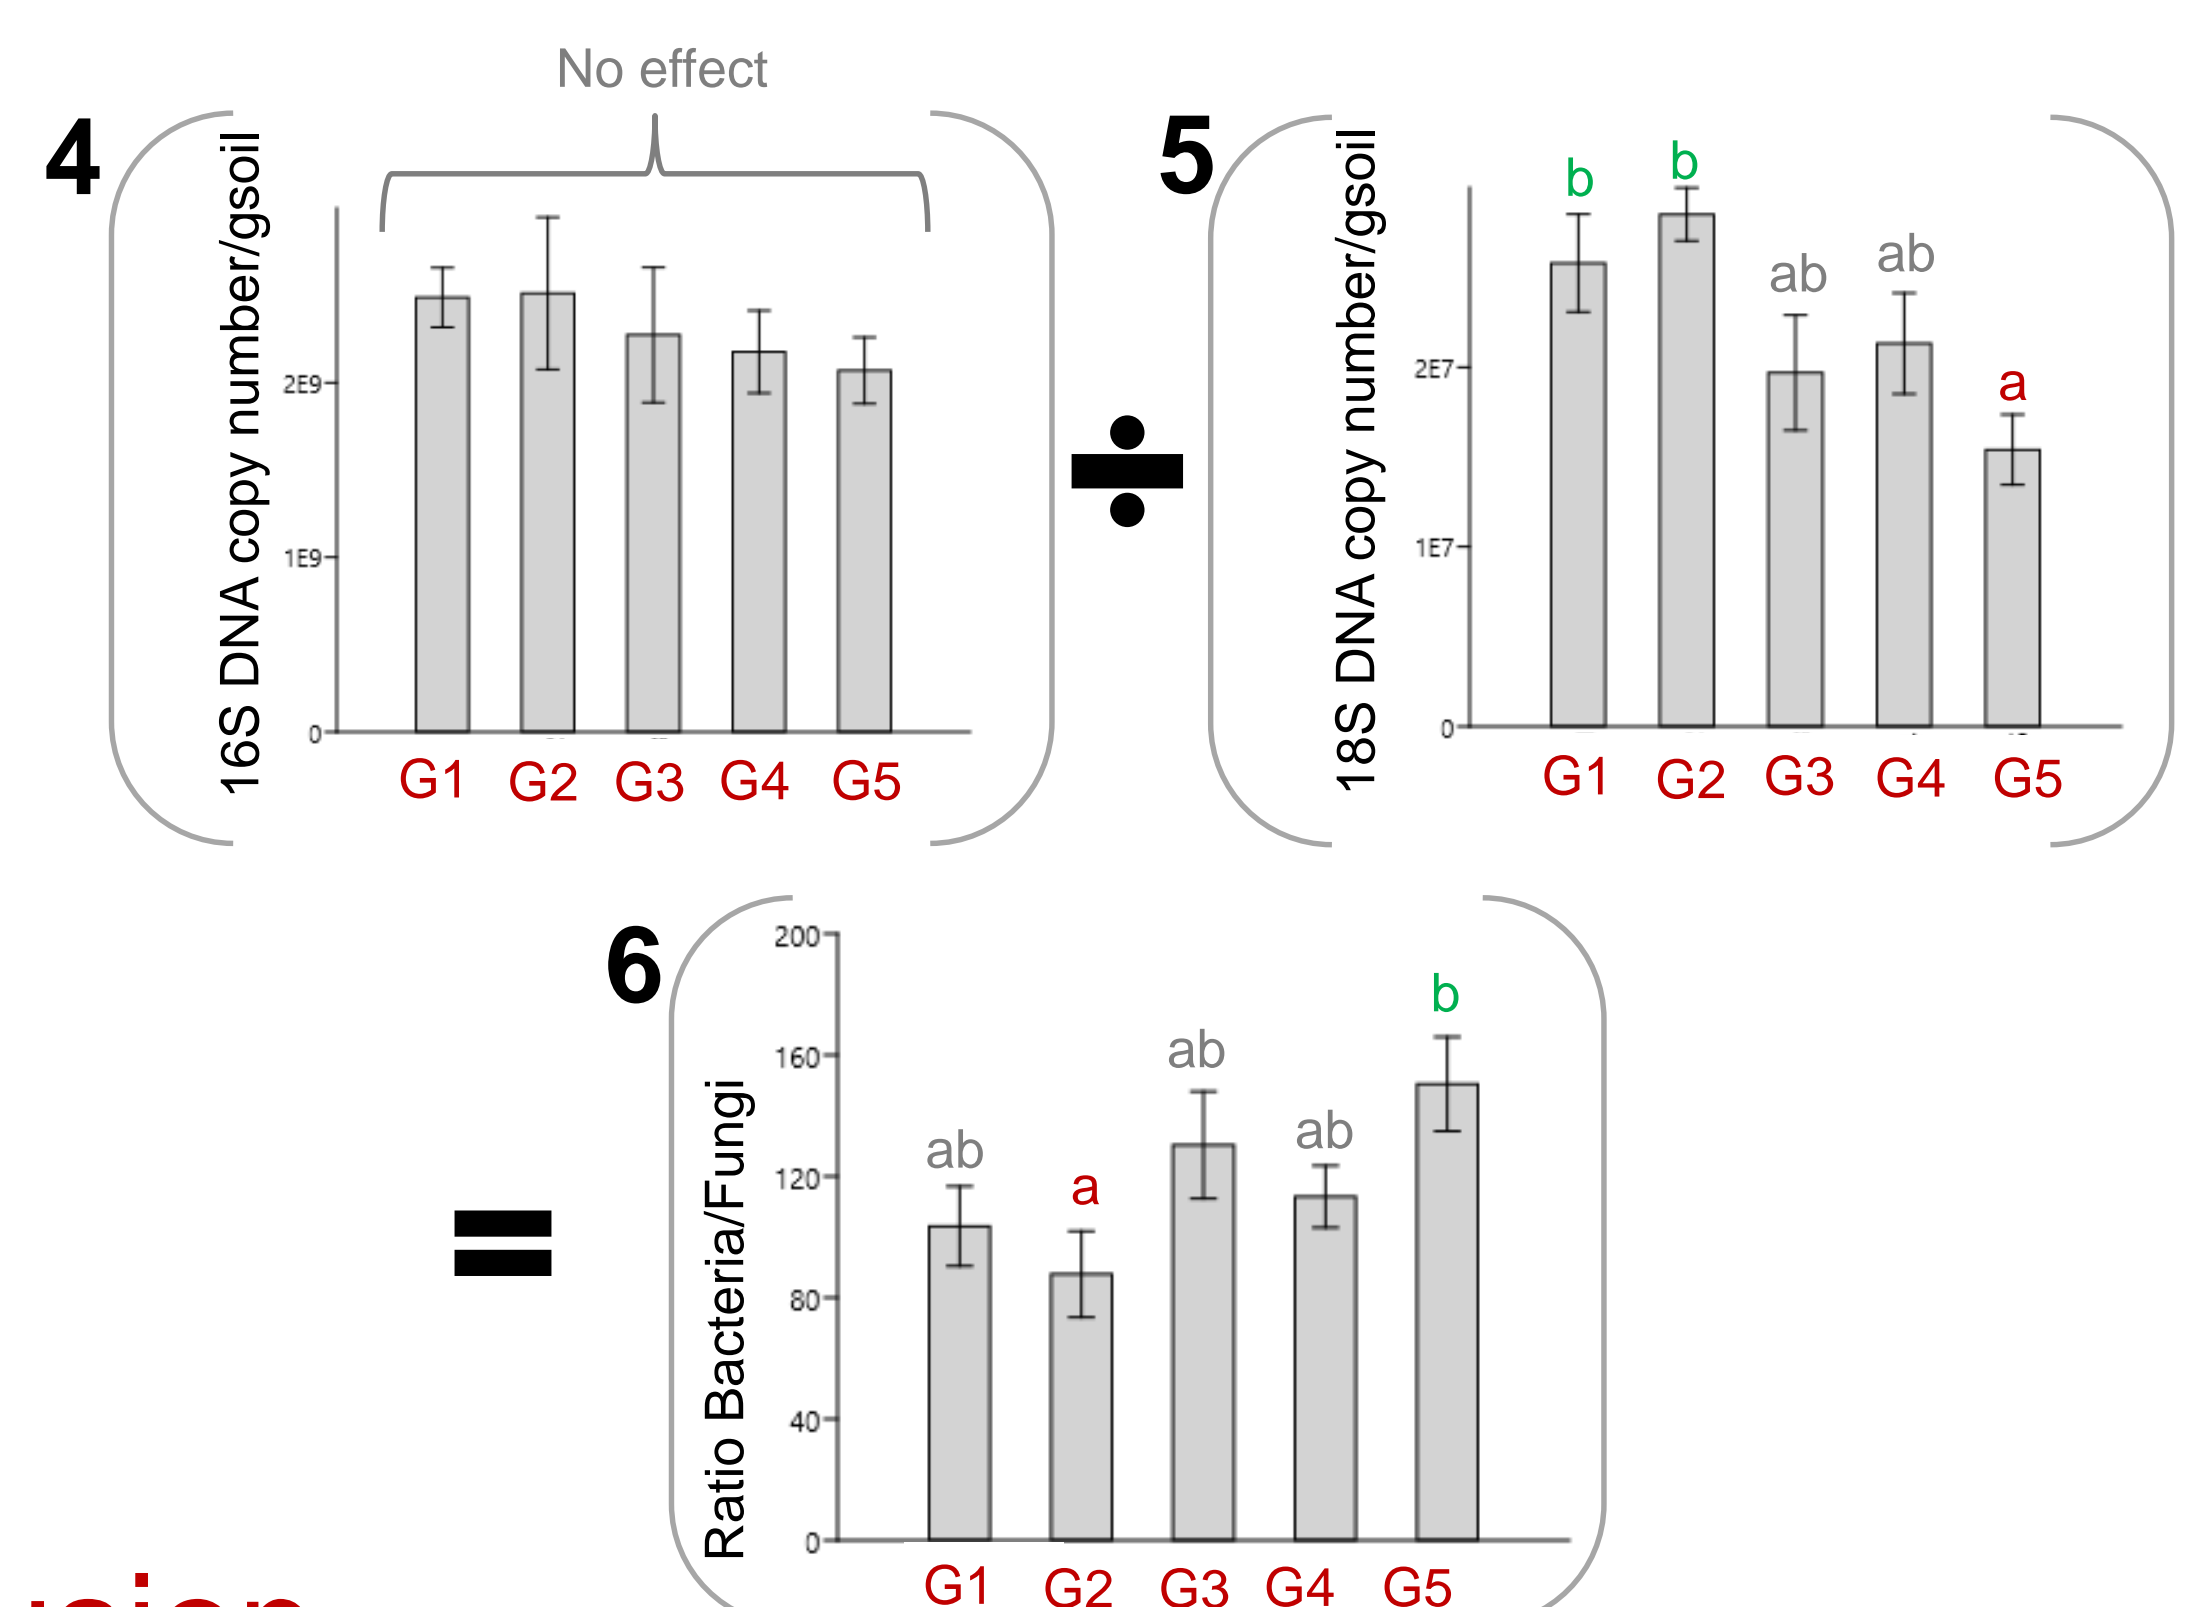 No effect
4
16S DNA copy number/gsoil
2E9
1E9
0
G1 G2 G3 G4 G5
÷
5
18S DNA copy number/gsoil
b b ab ab a
2E7
1E7
0
G1 G2 G3 G4 G5
=
6
Ratio Bacteria/Fungi
200
160
120
80
40
0
ab a ab ab b
G1 G2 G3 G4 G5